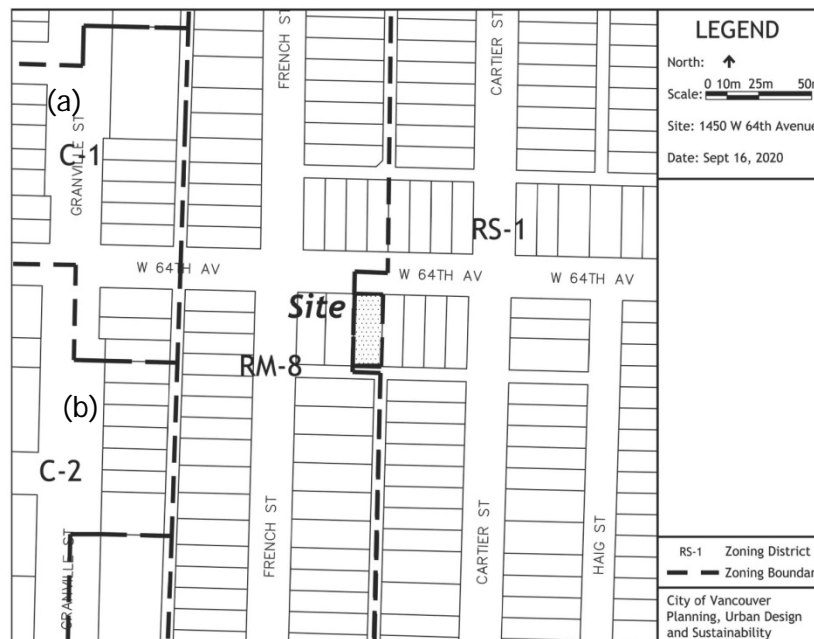 FRENCH ST
CARTIER ST
(a)
C-1
GRANVILLE ST
RS-1
W 64TH AV
W 64TH AV
W 64TH AV
Site
RM-8
(b)
C-2
GRANVILLE ST
FRENCH ST
CARTIER ST
HAIG ST
LEGEND
North:
Scale: 0 10m 25m 50m
Site: 1450 W 64th Avenue
Date: Sept 16, 2020
RS-1 Zoning District
Zoning Boundar
City of Vancouver
Planning, Urban Design
and Sustainability